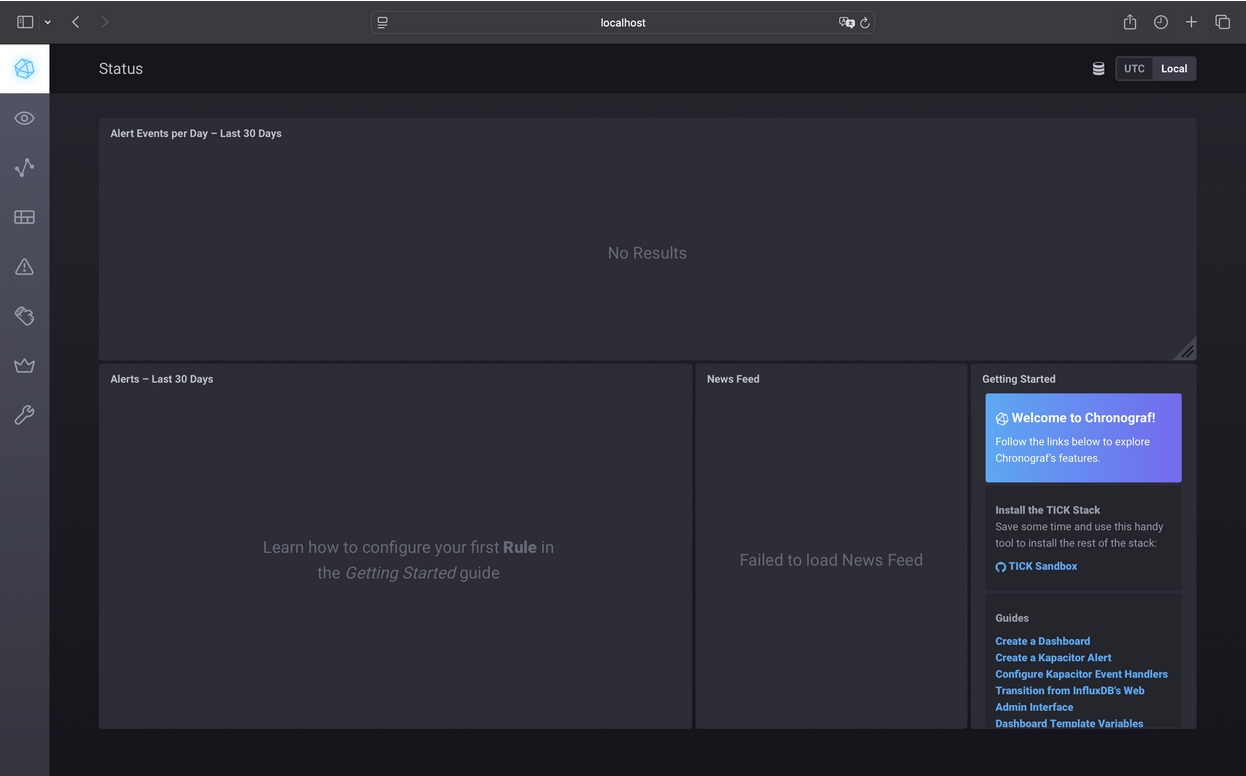 localhost
Status
UTC
Local
Alert Events per Day – Last 30 Days
No Results
Alerts – Last 30 Days
Learn how to configure your first Rule in
the Getting Started guide
News Feed
Failed to load News Feed
Getting Started
Welcome to Chronograf!
Follow the links below to explore
Chronograf's features.
Install the TICK Stack
Save some time and use this handy
tool to install the rest of the stack:
TICK Sandbox
Guides
Create a Dashboard
Create a Kapacitor Alert
Configure Kapacitor Event Handlers
Transition from InfluxDB's Web
Admin Interface
Dashboard Template Variables